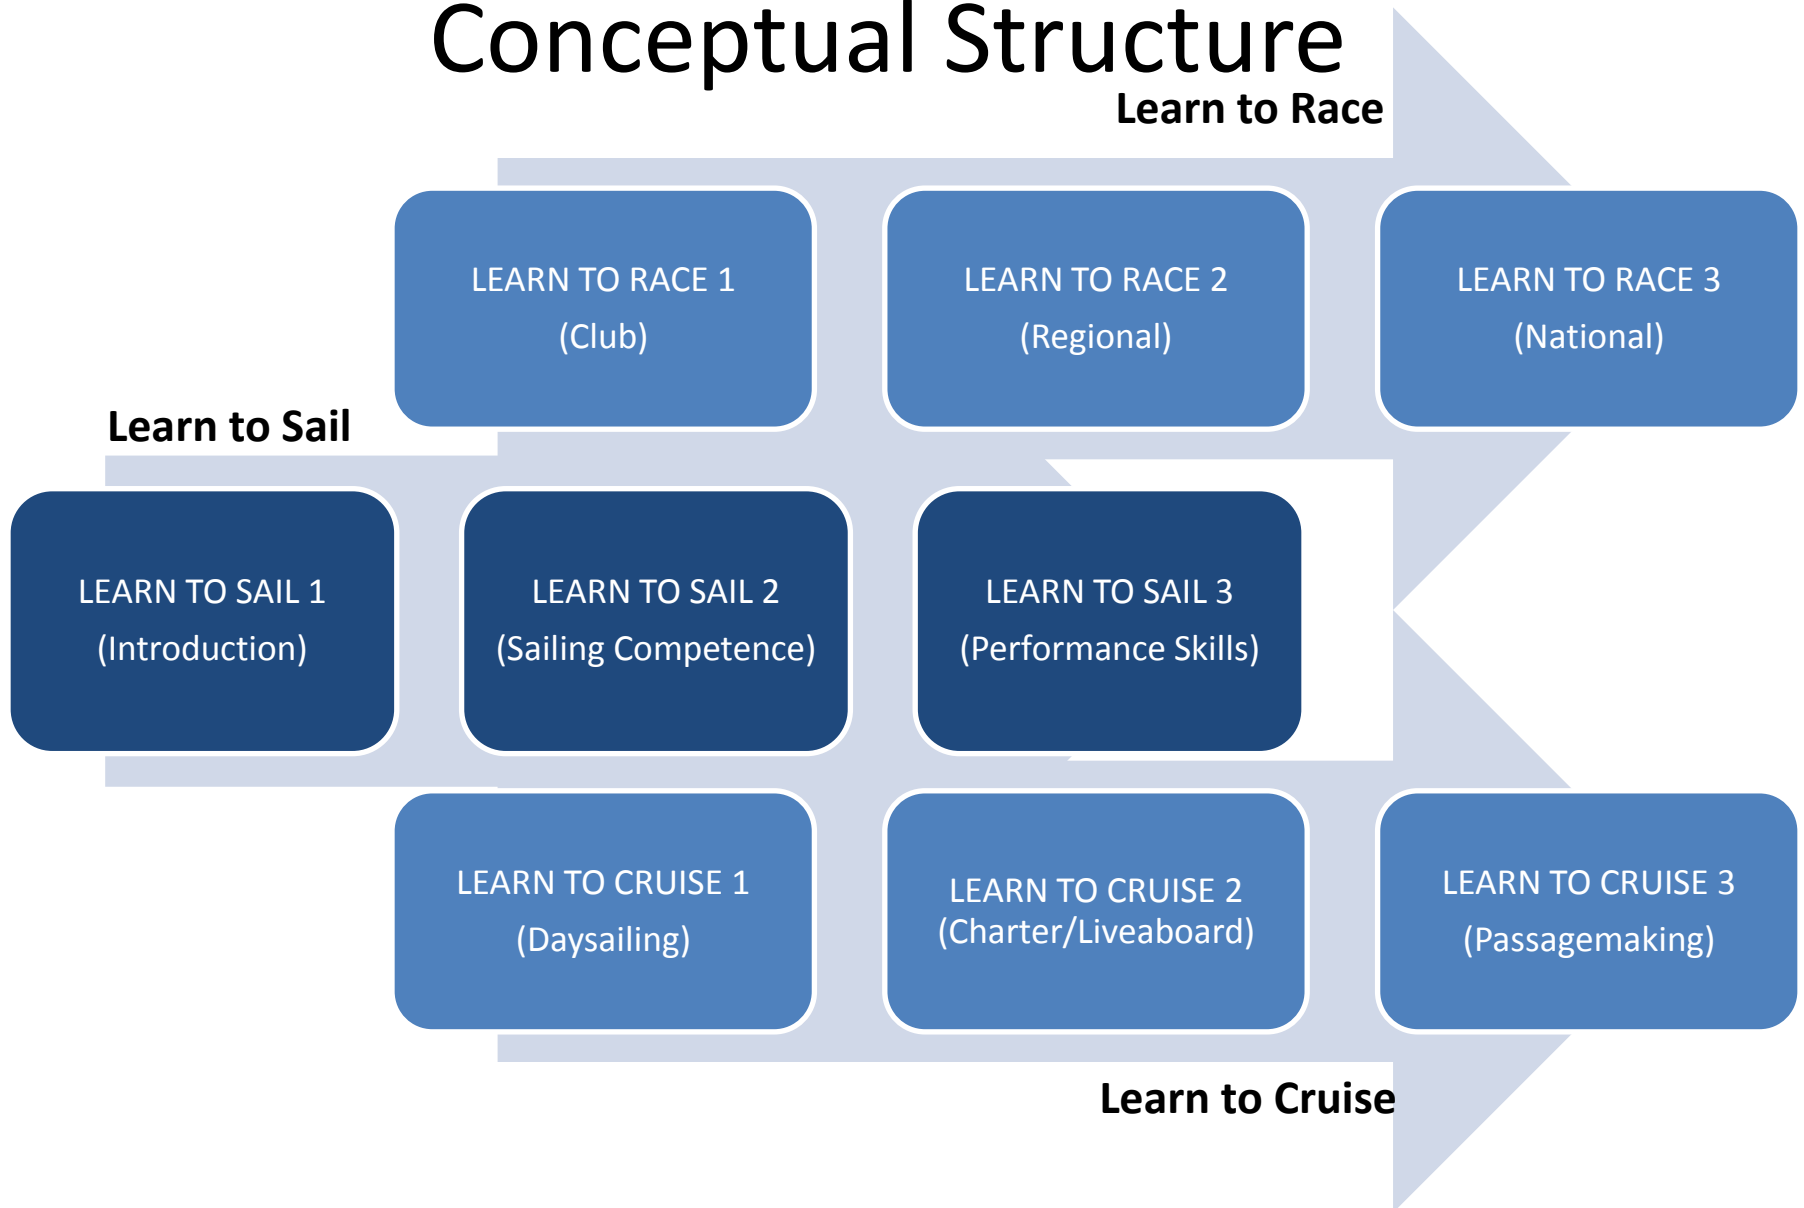 Conceptual Structure
Learn to Race
LEARN TO RACE 1
(Club)
LEARN TO RACE 2
(Regional)
LEARN TO RACE 3
(National)
Learn to Sail
LEARN TO SAIL 1
(Introduction)
LEARN TO SAIL 2
(Sailing Competence)
LEARN TO SAIL 3
(Performance Skills)
LEARN TO CRUISE 1
(Daysailing)
LEARN TO CRUISE 2
(Charter/Liveaboard)
LEARN TO CRUISE 3
(Passagemaking)
Learn to Cruise